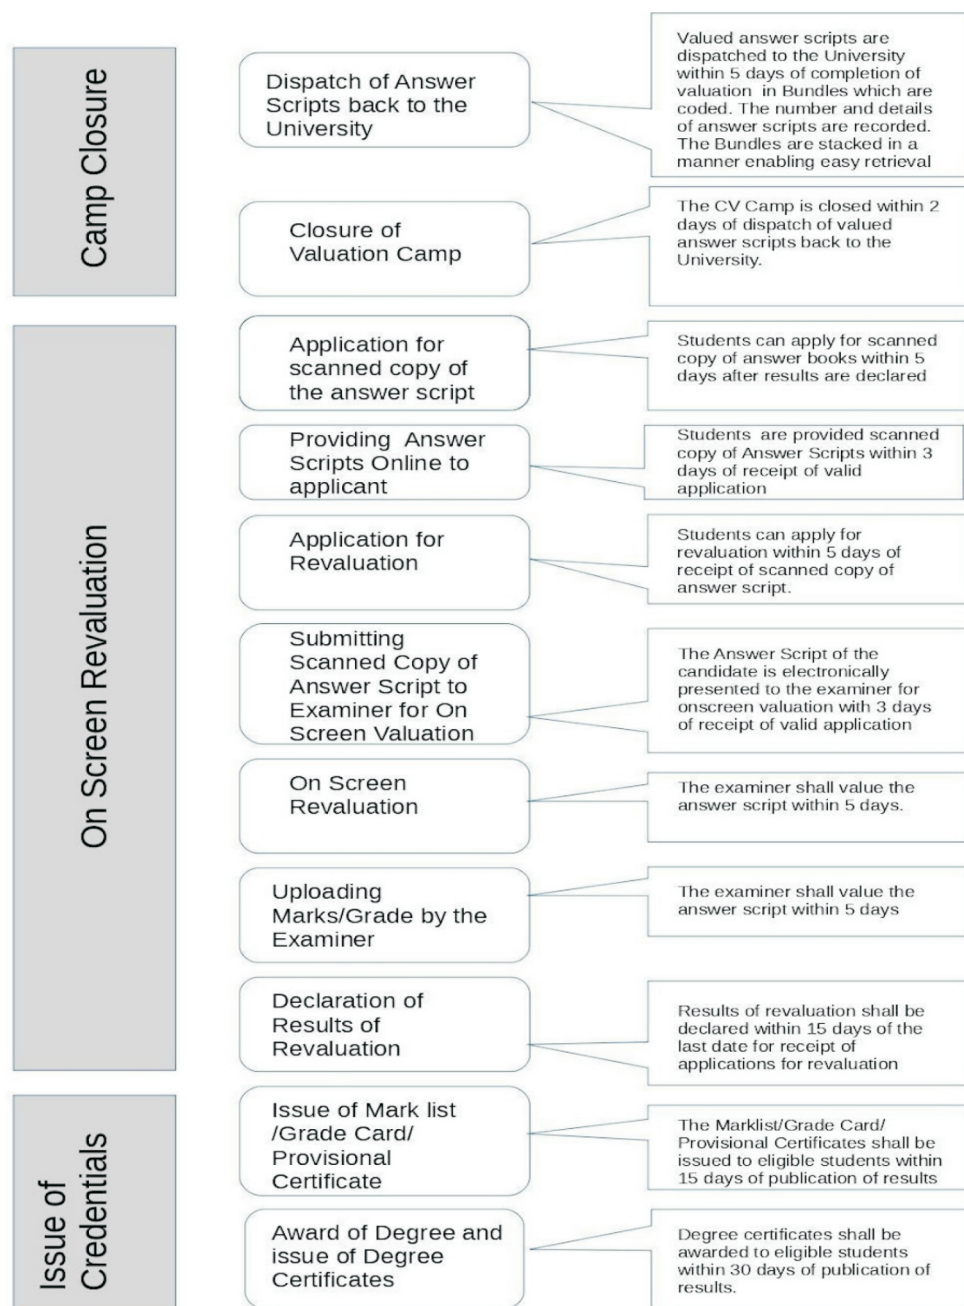 Camp Closure
Dispatch of Answer
Scripts back to the
University
Valued answer scripts are
dispatched to the University
within 5 days of completion of
valuation in Bundles which are
coded. The number and details
of answer scripts are recorded.
The Bundles are stacked in a
manner enabling easy retrieval
Closure of
Valuation Camp
The CV Camp is closed within 2
days of dispatch of valued
answer scripts back to the
University.
On Screen Revaluation
Application for
scanned copy of
the answer script
Students can apply for scanned
copy of answer books within 5
days after results are declared
Providing Answer
Scripts Online to
applicant
Students are provided scanned
copy of Answer Scripts within 3
days of receipt of valid
application
Application for
Revaluation
Students can apply for
revaluation within 5 days of
receipt of scanned copy of
answer script.
Submitting
Scanned Copy of
Answer Script to
Examiner for On
Screen Valuation
The Answer Script of the
candidate is electronically
presented to the examiner for
onscreen valuation with 3 days
of receipt of valid application
On Screen
Revaluation
The examiner shall value the
answer script within 5 days.
Uploading
Marks/Grade by the
Examiner
The examiner shall value the
answer script within 5 days
Declaration of
Results of
Revaluation
Results of revaluation shall be
declared within 15 days of the
last date for receipt of
applications for revaluation
Issue of
Credentials
Issue of Mark list
/Grade Card/
Provisional
Certificate
The Marklist/Grade Card/
Provisional Certificates shall be
issued to eligible students within
15 days of publication of results
Award of Degree and
issue of Degree
Certificates
Degree certificates shall be
awarded to eligible students
within 30 days of publication of
results.